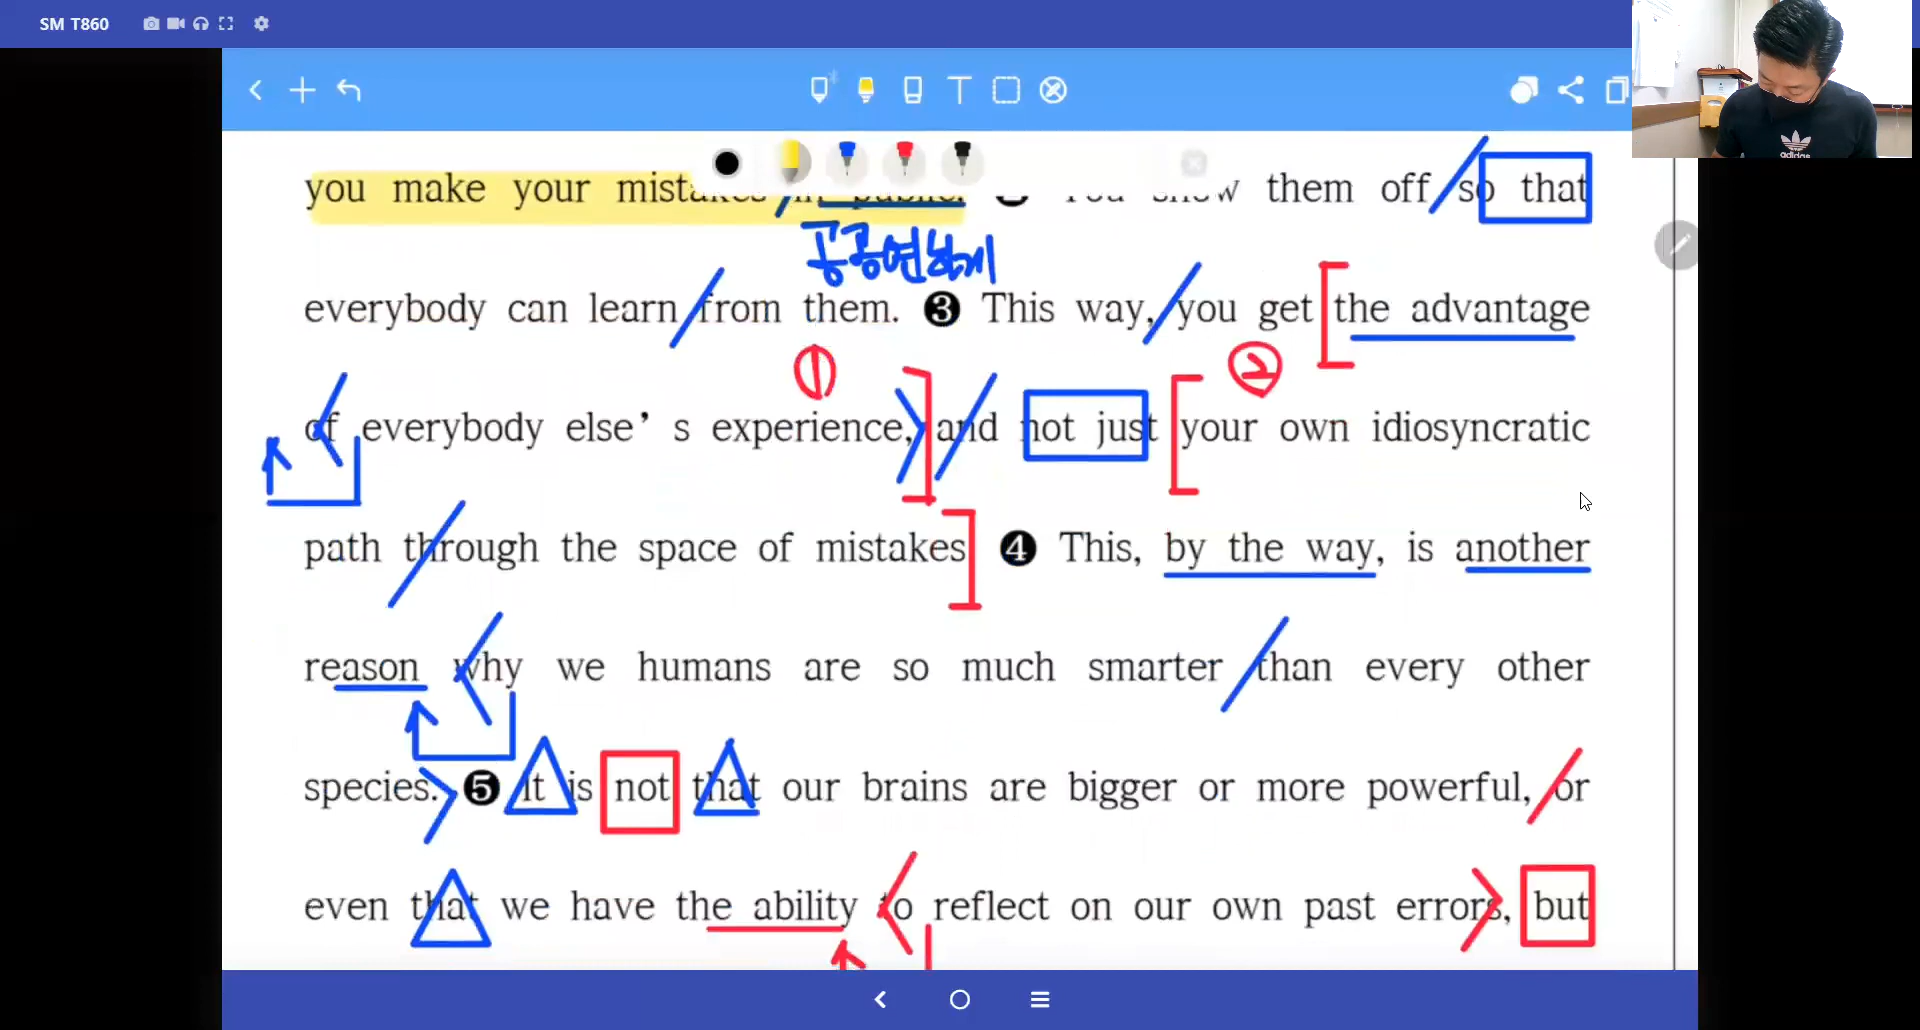 SM T860
adidas
you make your mistakes in public. You show them off so that
공공연하게
everybody can learn from them. ❸ This way, you get the advantage
① ②
of everybody else’ s experience, and not just your own idiosyncratic
path through the space of mistakes ❹ This, by the way, is another
reason why we humans are so much smarter than every other
species. ❺ It is not that our brains are bigger or more powerful, or
even that we have the ability to reflect on our own past errors, but